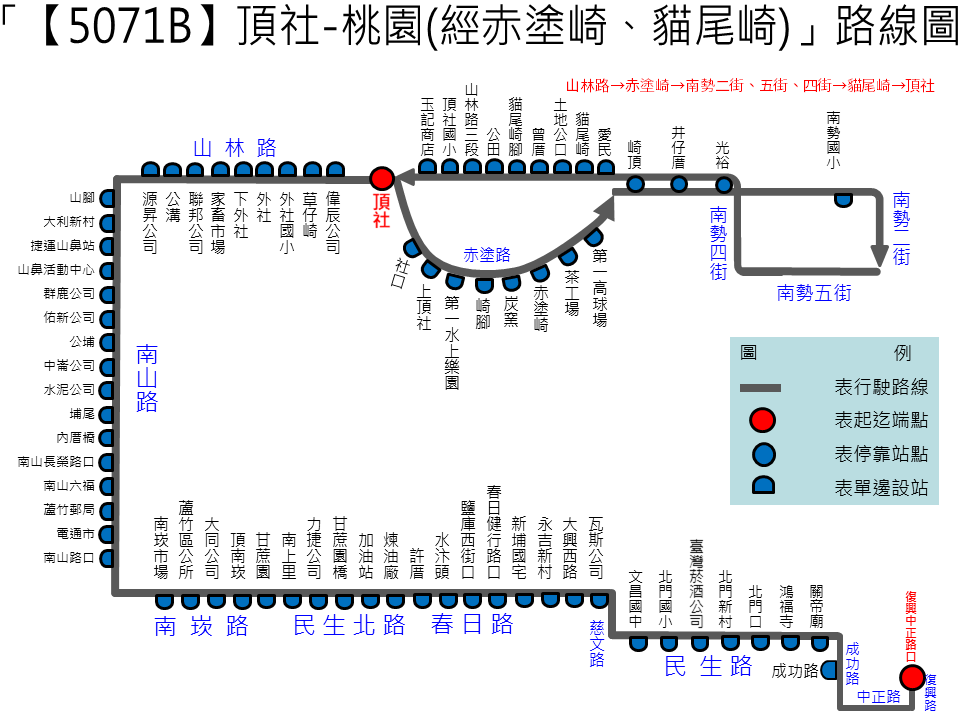 「【5071B】頂社-桃園(經赤塗崎、貓尾崎)」路線圖
山林路→赤塗崎→南勢二街、五街、四街→貓尾崎→頂社
玉記商店
頂社國小
山林路三段
公田
貓尾崎腳
曾厝
土地公口
貓尾崎
愛民
崎頂
井仔厝
光裕
南勢國小
山林路
頂社
源昇公司
公溝
聯邦公司
家畜市場
下外社
外社
外社國小
草仔崎
偉辰公司
南勢四街
南勢二街
南勢五街
赤塗路
社口
上頂社
第一水上樂園
崎腳
炭窯
赤塗崎
茶工場
第一高球場
山腳
大利新村
捷運山鼻站
山鼻活動中心
群鹿公司
佑新公司
公埔
中崙公司
水泥公司
埔尾
內厝橋
南山長榮路口
南山六福
蘆竹郵局
電通市
南山路口
南山路
圖 例
表行駛路線
表起迄端點
表停靠站點
表單邊設站
南崁市場
蘆竹區公所
大同公司
頂南崁
甘蔗園
南上里
力捷公司
甘蔗園橋
加油站
煉油廠
許厝
水汴頭
鹽庫西街口
春日健行路口
新埔國宅
永吉新村
大興西路
瓦斯公司
南崁路
民生北路
春日路
慈文路
文昌國中
北門國小
臺灣菸酒公司
北門新村
北門口
鴻福寺
關帝廟
民生路
成功路
成功路
中正路
復興中正路口
復興路